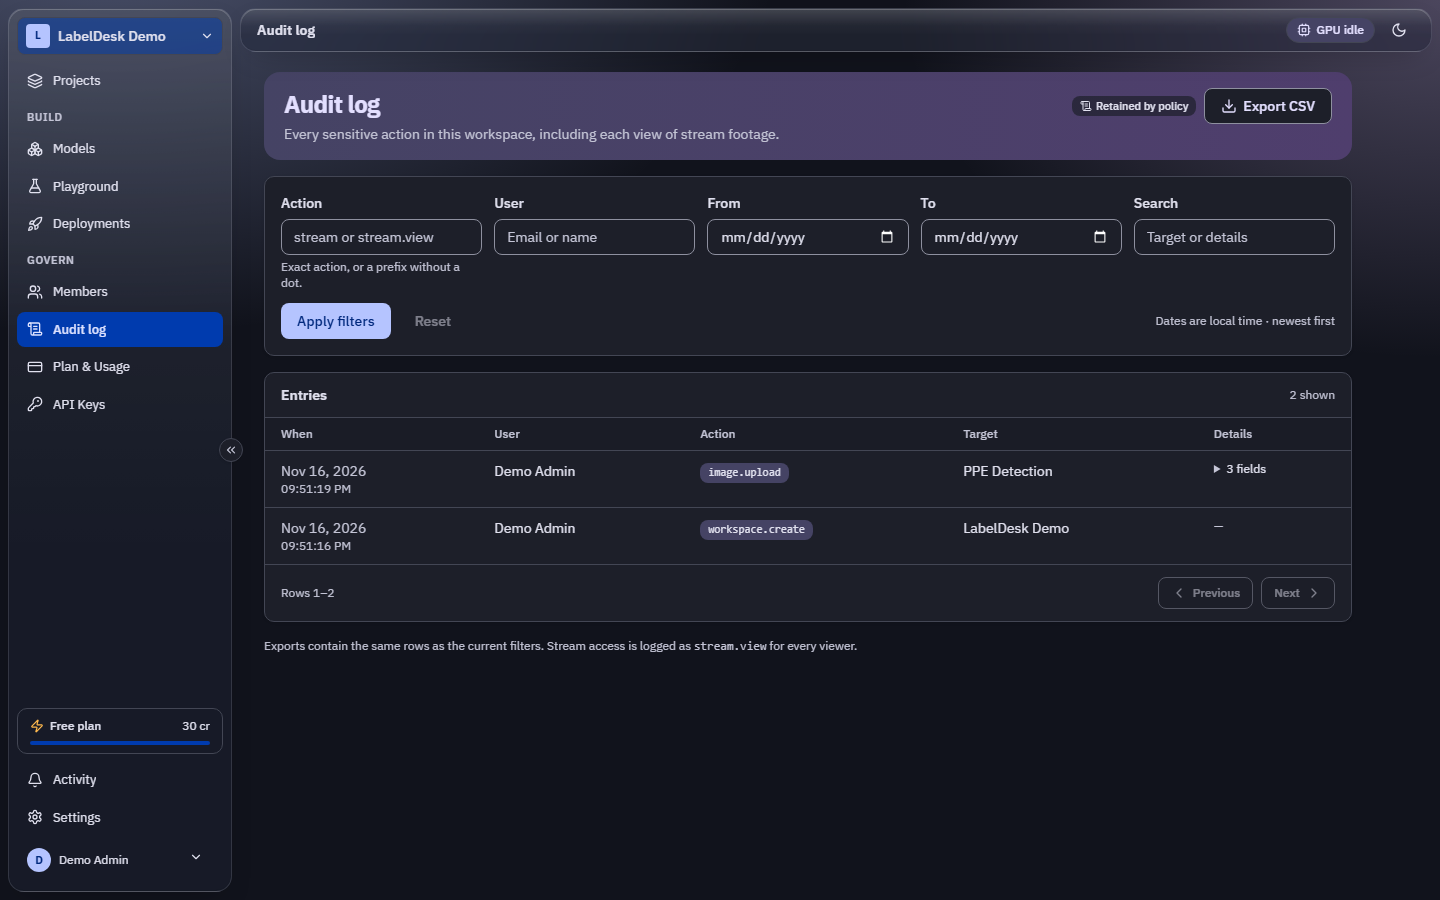 L LabelDesk Demo
Projects
BUILD
Models
Playground
Deployments
GOVERN
Members
Audit log
Plan & Usage
API Keys
Free plan 30 cr
Activity
Settings
D Demo Admin
Audit log
GPU idle
Audit log
Every sensitive action in this workspace, including each view of stream footage.
Retained by policy
Export CSV
Action User From To Search
stream or stream.view Email or name mm/dd/yyyy mm/dd/yyyy Target or details
Exact action, or a prefix without a
dot.
Apply filters Reset Dates are local time · newest first
Entries 2 shown
When User Action Target Details
Nov 16, 2026 Demo Admin image.upload PPE Detection 3 fields
09:51:19 PM
Nov 16, 2026 Demo Admin workspace.create LabelDesk Demo —
09:51:16 PM
Rows 1–2 Previous Next
Exports contain the same rows as the current filters. Stream access is logged as stream.view for every viewer.